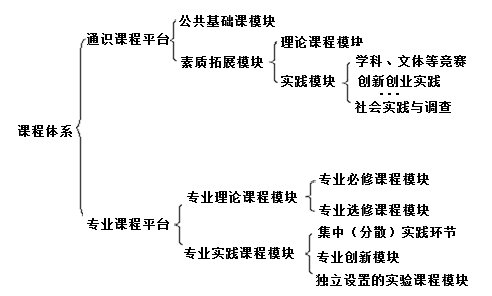 公共基础课模块
通识课程平台
理论课程模块
素质拓展模块
学科、文体等竞赛
实践模块
创新创业实践
...
社会实践与调查
课程体系
专业必修课程模块
专业理论课程模块
专业选修课程模块
专业课程平台
集中（分散）实践环节
专业实践课程模块
专业创新模块
独立设置的实验课程模块